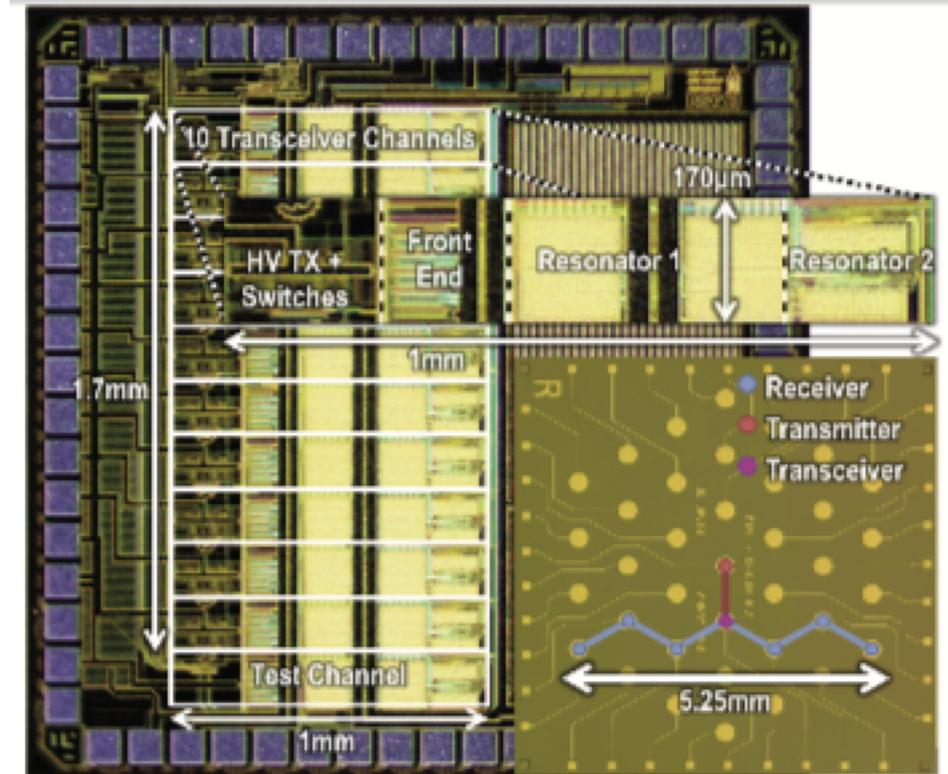 10 Transceiver Channels
170μm
HV TX +
Switches
Front
End
Resonator 1
Resonator 2
1mm
1.7mm
R
Receiver
Transmitter
Transceiver
5.25mm
Test Channel
1mm